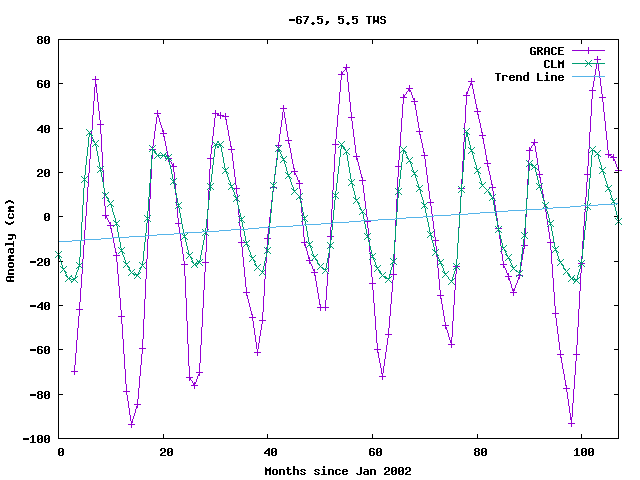 -67.5, 5.5 TWS
GRACE
CLM
Trend Line
Anomaly (cm)
80
60
40
20
0
-20
-40
-60
-80
-100
0 20 40 60 80 100
Months since Jan 2002